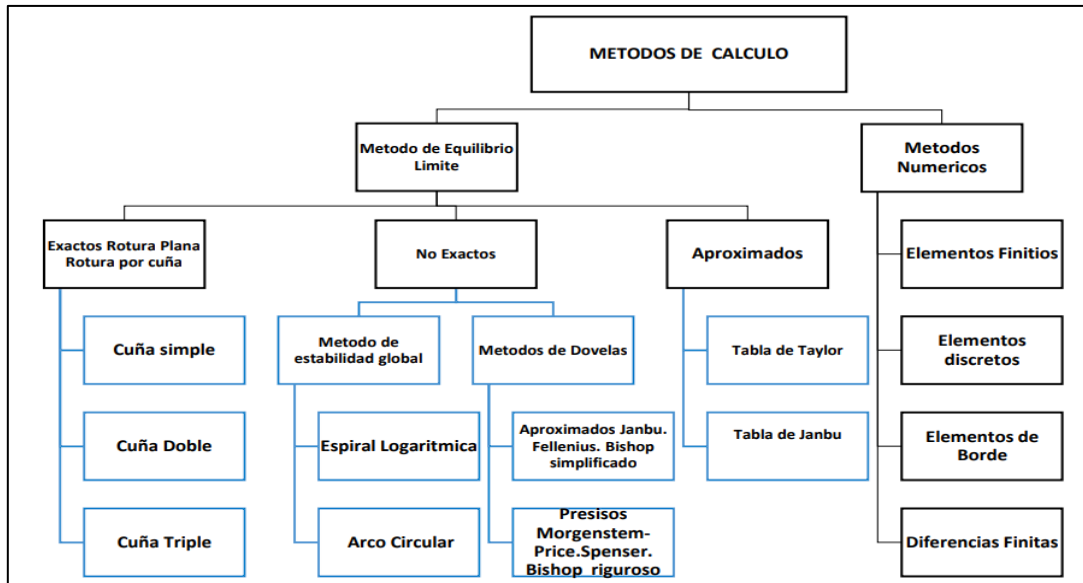 METODOS DE CALCULO
Metodo de Equilibrio
Limite
Metodos
Numericos
Exactos Rotura Plana
Rotura por cuña
No Exactos
Aproximados
Elementos Finitios
Cuña simple
Metodo de
estabilidad global
Metodos de Dovelas
Tabla de Taylor
Elementos
discretos
Cuña Doble
Espiral Logaritmica
Aproximados Janbu.
Fellenius. Bishop
simplificado
Tabla de Janbu
Elementos de
Borde
Cuña Triple
Arco Circular
Presisos
Morgenstem-
Price.Spenser.
Bishop riguroso
Diferencias Finitas